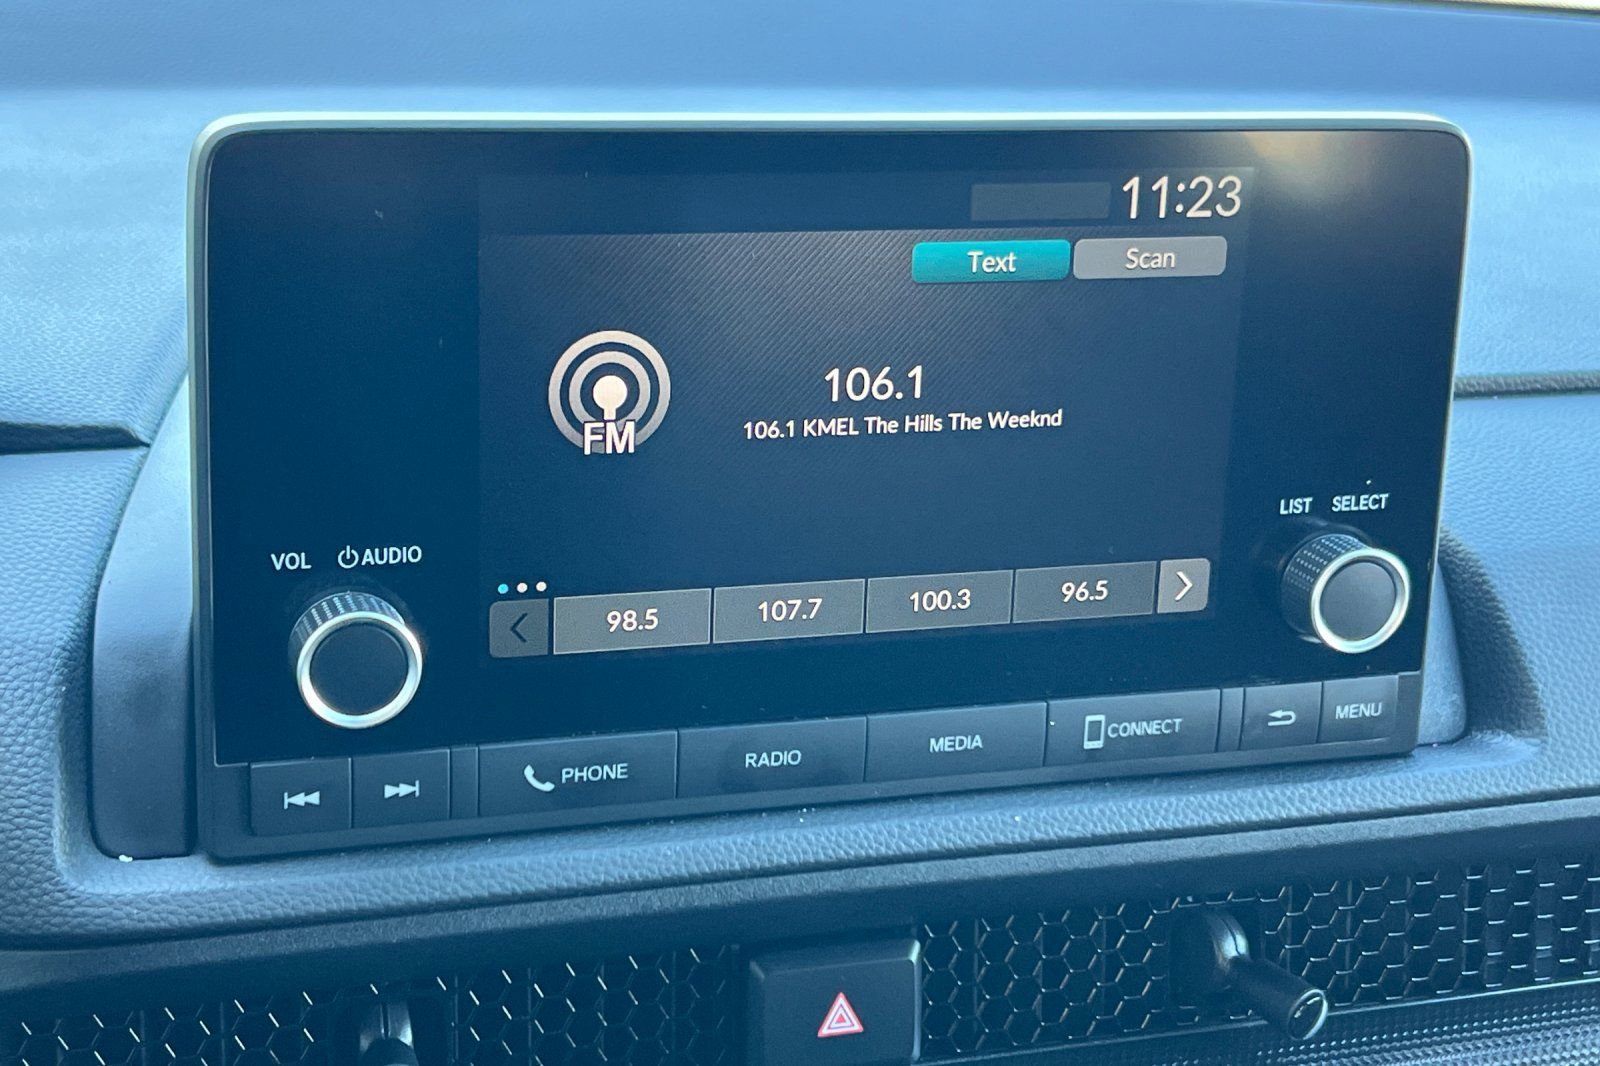 11:23
Text Scan
FM
106.1
106.1 KMEL The Hills The Weeknd
LIST SELECT
VOL AUDIO
98.5 107.7 100.3 96.5
PHONE RADIO MEDIA CONNECT MENU